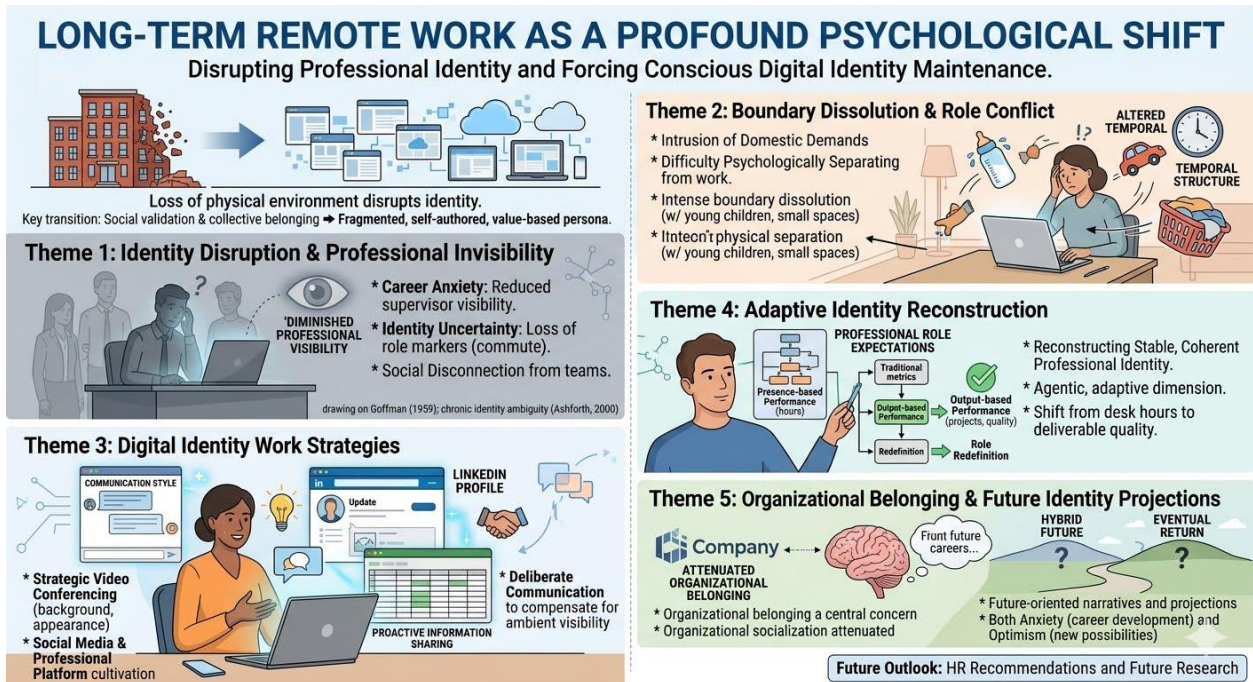 LONG-TERM REMOTE WORK AS A PROFOUND PSYCHOLOGICAL SHIFT
Disrupting Professional Identity and Forcing Conscious Digital Identity Maintenance.
Loss of physical environment disrupts identity.
Key transition: Social validation & collective belonging ➡ Fragmented, self-authored, value-based persona.
Theme 1: Identity Disruption & Professional Invisibility
?
'DIMINISHED
PROFESSIONAL
VISIBILITY
* Career Anxiety: Reduced
supervisor visibility.
* Identity Uncertainty: Loss of
role markers (commute).
* Social Disconnection from teams.
drawing on Goffman (1959); chronic identity ambiguity (Ashforth, 2000)
Theme 2: Boundary Dissolution & Role Conflict
* Intrusion of Domestic Demands
* Difficulty Psychologically Separating
from work.
* Intense boundary dissolution
(w/ young children, small spaces)
* physical separation
(w/ young children, small spaces)
!?
ALTERED
TEMPORAL
TEMPORAL
STRUCTURE
Theme 3: Digital Identity Work Strategies
COMMUNICATION STYLE
in
Update
LINKEDIN
PROFILE
* Strategic Video
Conferencing
(background,
appearance)
* Social Media &
Professional
Platform cultivation
PROACTIVE INFORMATION
SHARING
* Deliberate
Communication
to compensate for
ambient visibility
Theme 4: Adaptive Identity Reconstruction
PROFESSIONAL ROLE
EXPECTATIONS
Presence-based
Performance
(hours)
Traditional
metrics
Dulput-based
Performance
Redefinition
Output-based
Performance
(projects, quality)
Role
Redefinition
* Reconstructing Stable, Coherent
Professional Identity.
* Agentic, adaptive dimension.
* Shift from desk hours to
deliverable quality.
Theme 5: Organizational Belonging & Future Identity Projections
Company
ATTENUATED
ORGANIZATIONAL
BELONGING
Frunt future
careers...
HYBRID
FUTURE
?
EVENTUAL
RETURN
?
* Organizational belonging a central concern
* Organizational socialization attenuated
* Future-oriented narratives and projections
* Both Anxiety (career development) and
Optimism (new possibilities)
Future Outlook: HR Recommendations and Future Research